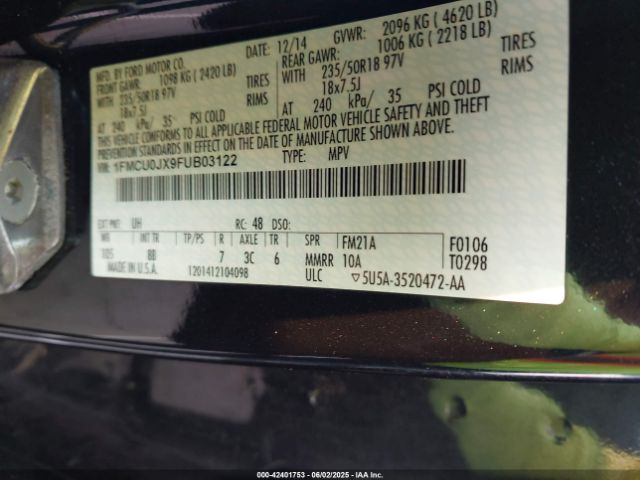 MFD. BY FORD MOTOR CO.
DATE: 12/14
GVWR: 2096 KG ( 4620 LB)
FRONT GAWR: 1098 KG ( 2420 LB)
REAR GAWR: 1006 KG ( 2218 LB)
WITH 235/50R18 97V TIRES
WITH 235/50R18 97V TIRES
18x7.5J RIMS
18x7.5J RIMS
AT 240 kPa/ 35 PSI COLD
AT 240 kPa/ 35 PSI COLD
THIS VEHICLE CONFORMS TO ALL APPLICABLE FEDERAL MOTOR VEHICLE SAFETY AND THEFT
PREVENTION STANDARDS IN EFFECT ON THE DATE OF MANUFACTURE SHOWN ABOVE.
1FMCU0JX9FUB03122
TYPE: MPV
EXT PNT: UH RC: 48 DSO:
WB INT TR TP/PS R AXLE TR SPR FM21A F0106
105 8D 7 3C 6 MMRR 10A T0298
MADE IN U.S.A. 1201412104098 ULC ▽5U5A-3520472-AA
000-42401753 - 06/02/2025 - IAA Inc.